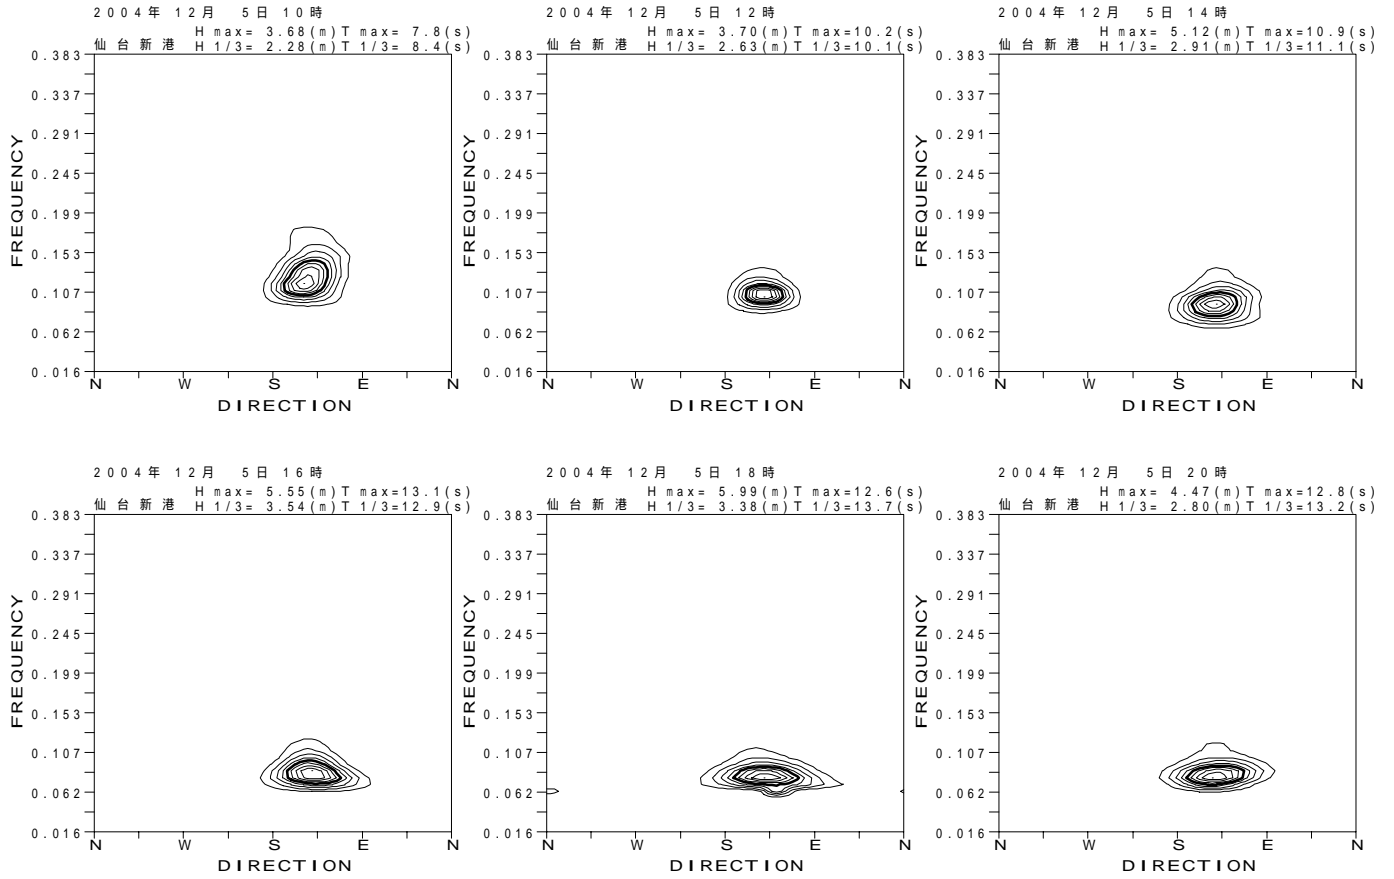 2004年 12月 5日 10時
H max= 3.68(m) T max= 7.8(s)
仙台新港 H 1/3= 2.28(m) T 1/3= 8.4(s)
0.383
0.337
0.291
0.245
0.199
0.153
0.107
0.062
0.016
FREQUENCY
N W S E N
DIRECTION
2004年 12月 5日 12時
H max= 3.70(m) T max=10.2(s)
仙台新港 H 1/3= 2.63(m) T 1/3=10.1(s)
0.383
0.337
0.291
0.245
0.199
0.153
0.107
0.062
0.016
FREQUENCY
N W S E N
DIRECTION
2004年 12月 5日 14時
H max= 5.12(m) T max=10.9(s)
仙台新港 H 1/3= 2.91(m) T 1/3=11.1(s)
0.383
0.337
0.291
0.245
0.199
0.153
0.107
0.062
0.016
FREQUENCY
N W S E N
DIRECTION
2004年 12月 5日 16時
H max= 5.55(m) T max=13.1(s)
仙台新港 H 1/3= 3.54(m) T 1/3=12.9(s)
0.383
0.337
0.291
0.245
0.199
0.153
0.107
0.062
0.016
FREQUENCY
N W S E N
DIRECTION
2004年 12月 5日 18時
H max= 5.99(m) T max=12.6(s)
仙台新港 H 1/3= 3.38(m) T 1/3=13.7(s)
0.383
0.337
0.291
0.245
0.199
0.153
0.107
0.062
0.016
FREQUENCY
N W S E N
DIRECTION
2004年 12月 5日 20時
H max= 4.47(m) T max=12.8(s)
仙台新港 H 1/3= 2.80(m) T 1/3=13.2(s)
0.383
0.337
0.291
0.245
0.199
0.153
0.107
0.062
0.016
FREQUENCY
N W S E N
DIRECTION